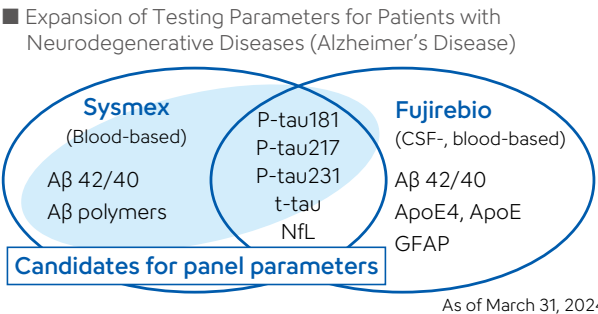 ■ Expansion of Testing Parameters for Patients with
Neurodegenerative Diseases (Alzheimer's Disease)
Sysmex
(Blood-based)
Aβ 42/40
Aβ polymers
P-tau181
P-tau217
P-tau231
t-tau
NfL
Fujirebio
(CSF-, blood-based)
Aβ 42/40
ApoE4, ApoE
GFAP
Candidates for panel parameters
As of March 31, 2024